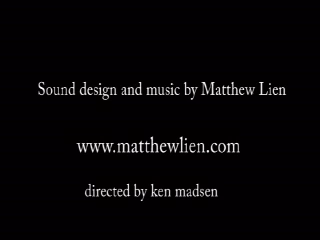 Sound design and music by Matthew Lien
www.matthewlien.com
directed by ken madsen